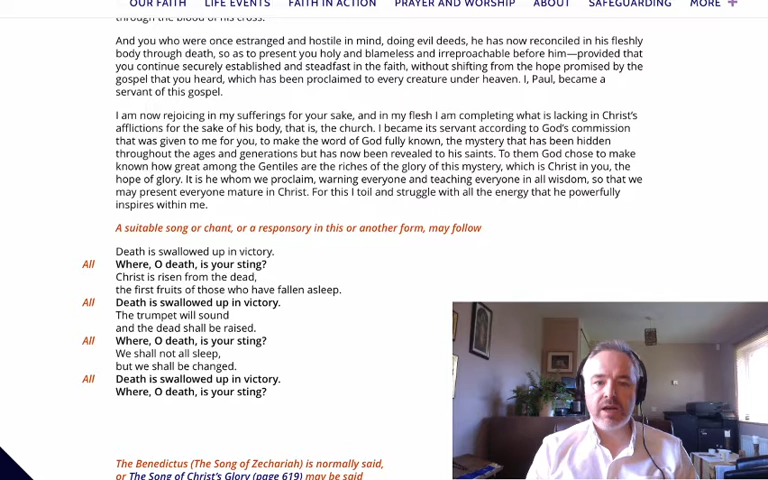 OUR FAITH LIFE EVENTS FAITH IN ACTION PRAYER AND WORSHIP ABOUT SAFEGUARDING MORE +
through the blood of his cross.
And you who were once estranged and hostile in mind, doing evil deeds, he has now reconciled in his fleshly
body through death, so as to present you holy and blameless and irreproachable before him—provided that
you continue securely established and steadfast in the faith, without shifting from the hope promised by the
gospel that you heard, which has been proclaimed to every creature under heaven. I, Paul, became a
servant of this gospel.
I am now rejoicing in my sufferings for your sake, and in my flesh I am completing what is lacking in Christ’s
afflictions for the sake of his body, that is, the church. I became its servant according to God’s commission
that was given to me for you, to make the word of God fully known, the mystery that has been hidden
throughout the ages and generations but has now been revealed to his saints. To them God chose to make
known how great among the Gentiles are the riches of the glory of this mystery, which is Christ in you, the
hope of glory. It is he whom we proclaim, warning everyone and teaching everyone in all wisdom, so that we
may present everyone mature in Christ. For this I toil and struggle with all the energy that he powerfully
inspires within me.
A suitable song or chant, or a responsory in this or another form, may follow
Death is swallowed up in victory.
All Where, O death, is your sting?
Christ is risen from the dead,
the first fruits of those who have fallen asleep.
All Death is swallowed up in victory.
The trumpet will sound
and the dead shall be raised.
All Where, O death, is your sting?
We shall not all sleep,
but we shall be changed.
All Death is swallowed up in victory.
Where, O death, is your sting?
The Benedictus (The Song of Zechariah) is normally said,
or The Song of Christ’s Glory (page 619) may be said